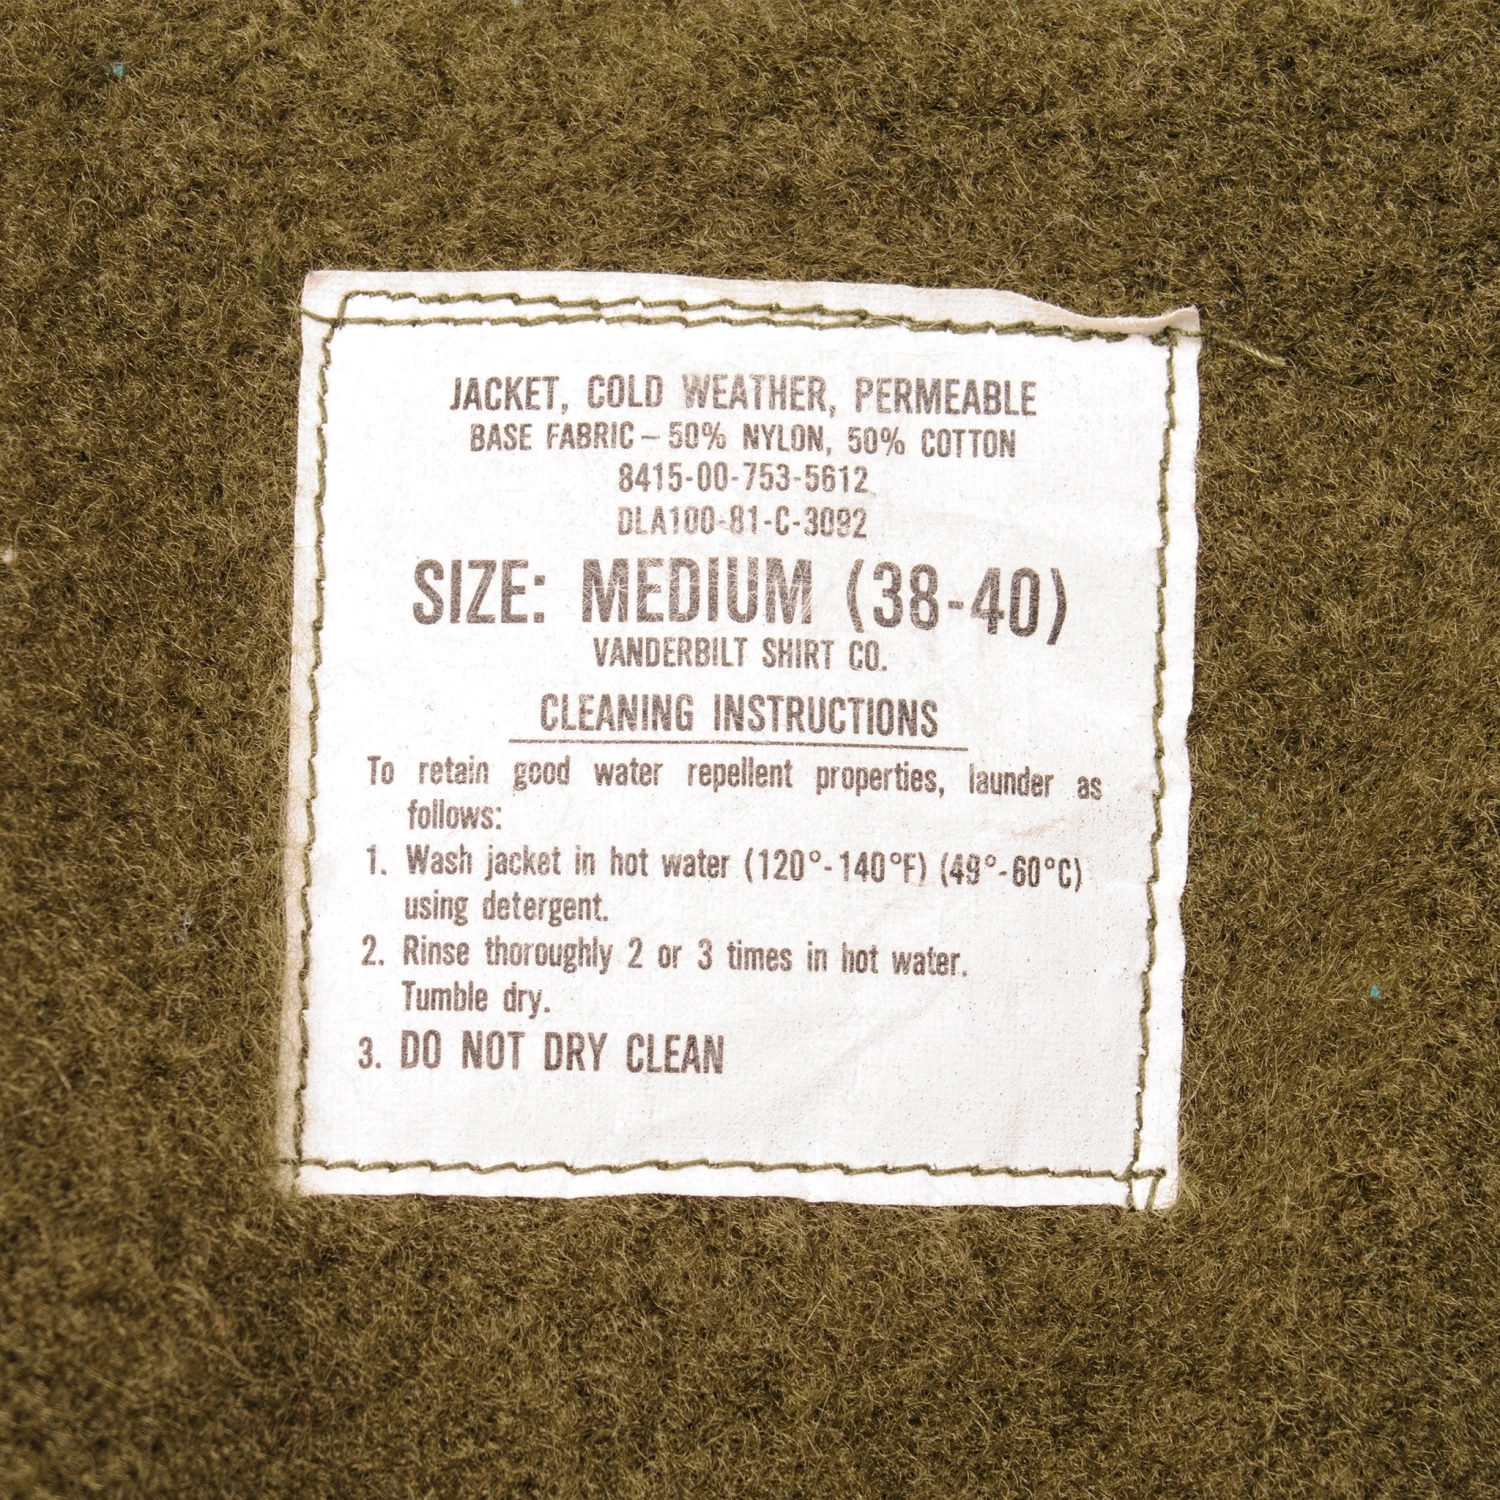 JACKET, COLD WEATHER, PERMEABLE
BASE FABRIC – 50% NYLON, 50% COTTON
8415-00-753-5612
DLA100-81-C-3092
SIZE: MEDIUM (38-40)
VANDERBILT SHIRT CO.
CLEANING INSTRUCTIONS
To retain good water repellent properties, launder as
follows:
1. Wash jacket in hot water (120°-140°F) (49°-60°C)
using detergent.
2. Rinse thoroughly 2 or 3 times in hot water.
Tumble dry.
3. DO NOT DRY CLEAN